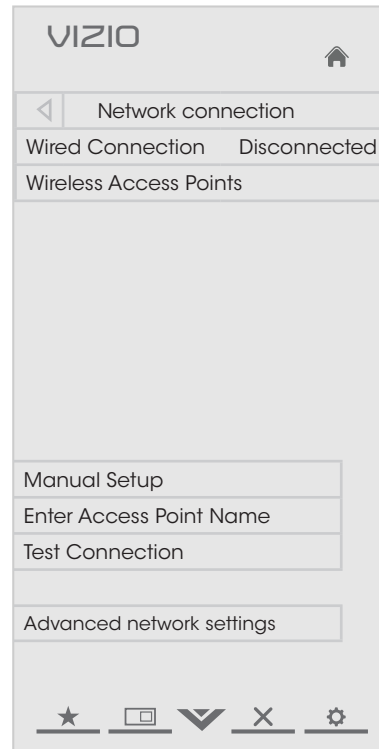 VIZIO
Network connection
Wired Connection Disconnected
Wireless Access Points
Manual Setup
Enter Access Point Name
Test Connection
Advanced network settings